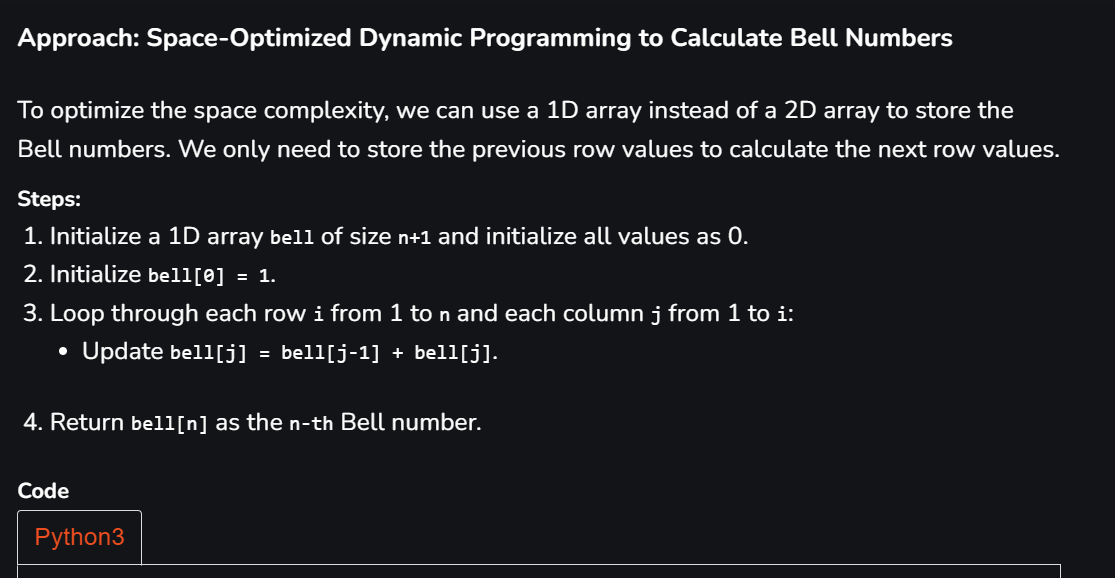 Approach: Space-Optimized Dynamic Programming to Calculate Bell Numbers
To optimize the space complexity, we can use a 1D array instead of a 2D array to store the
Bell numbers. We only need to store the previous row values to calculate the next row values.
Steps:
1. Initialize a 1D array bell of size n+1 and initialize all values as 0.
2. Initialize bell[0] = 1.
3. Loop through each row i from 1 to n and each column j from 1 to i:
• Update bell[j] = bell[j-1] + bell[j].
4. Return bell[n] as the n-th Bell number.
Code
Python3